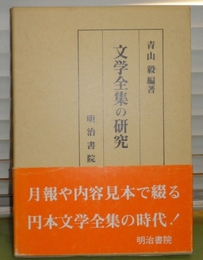 青山毅編著
文学全集の研究
明治書院
月報や内容見本で綴る
円本文学全集の時代!
明治書院